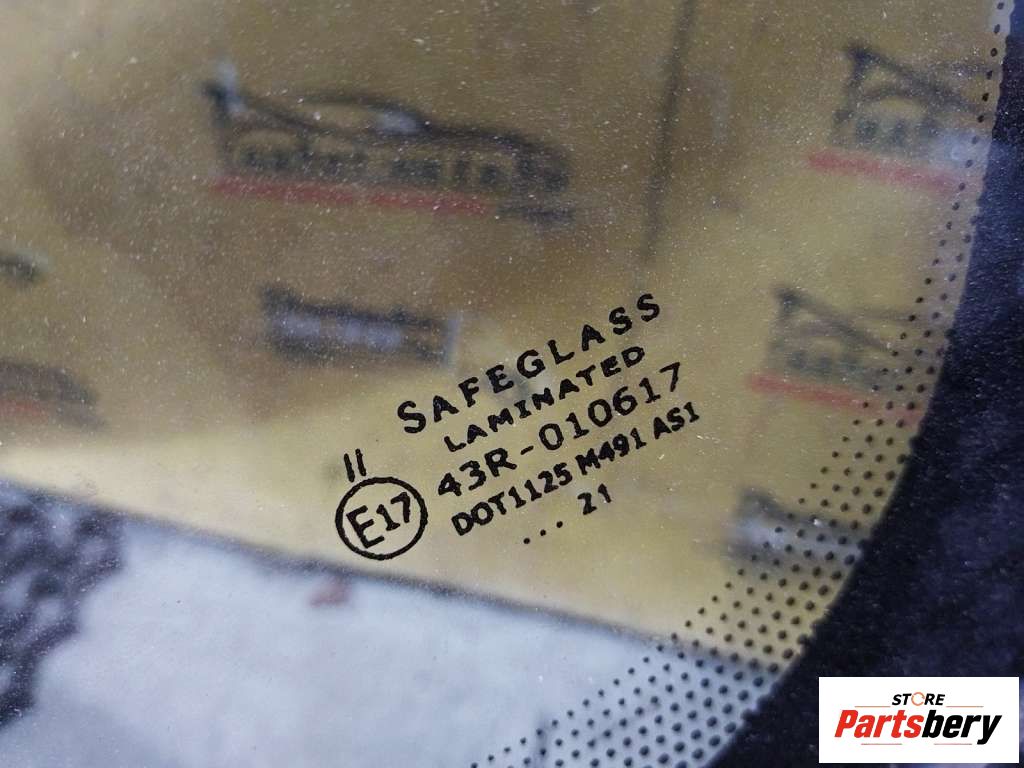 SAFEGLASS
LAMINATED
II
43R-010617
E17
DOT1125 M491 AS1
... 21
STORE
Partsbery